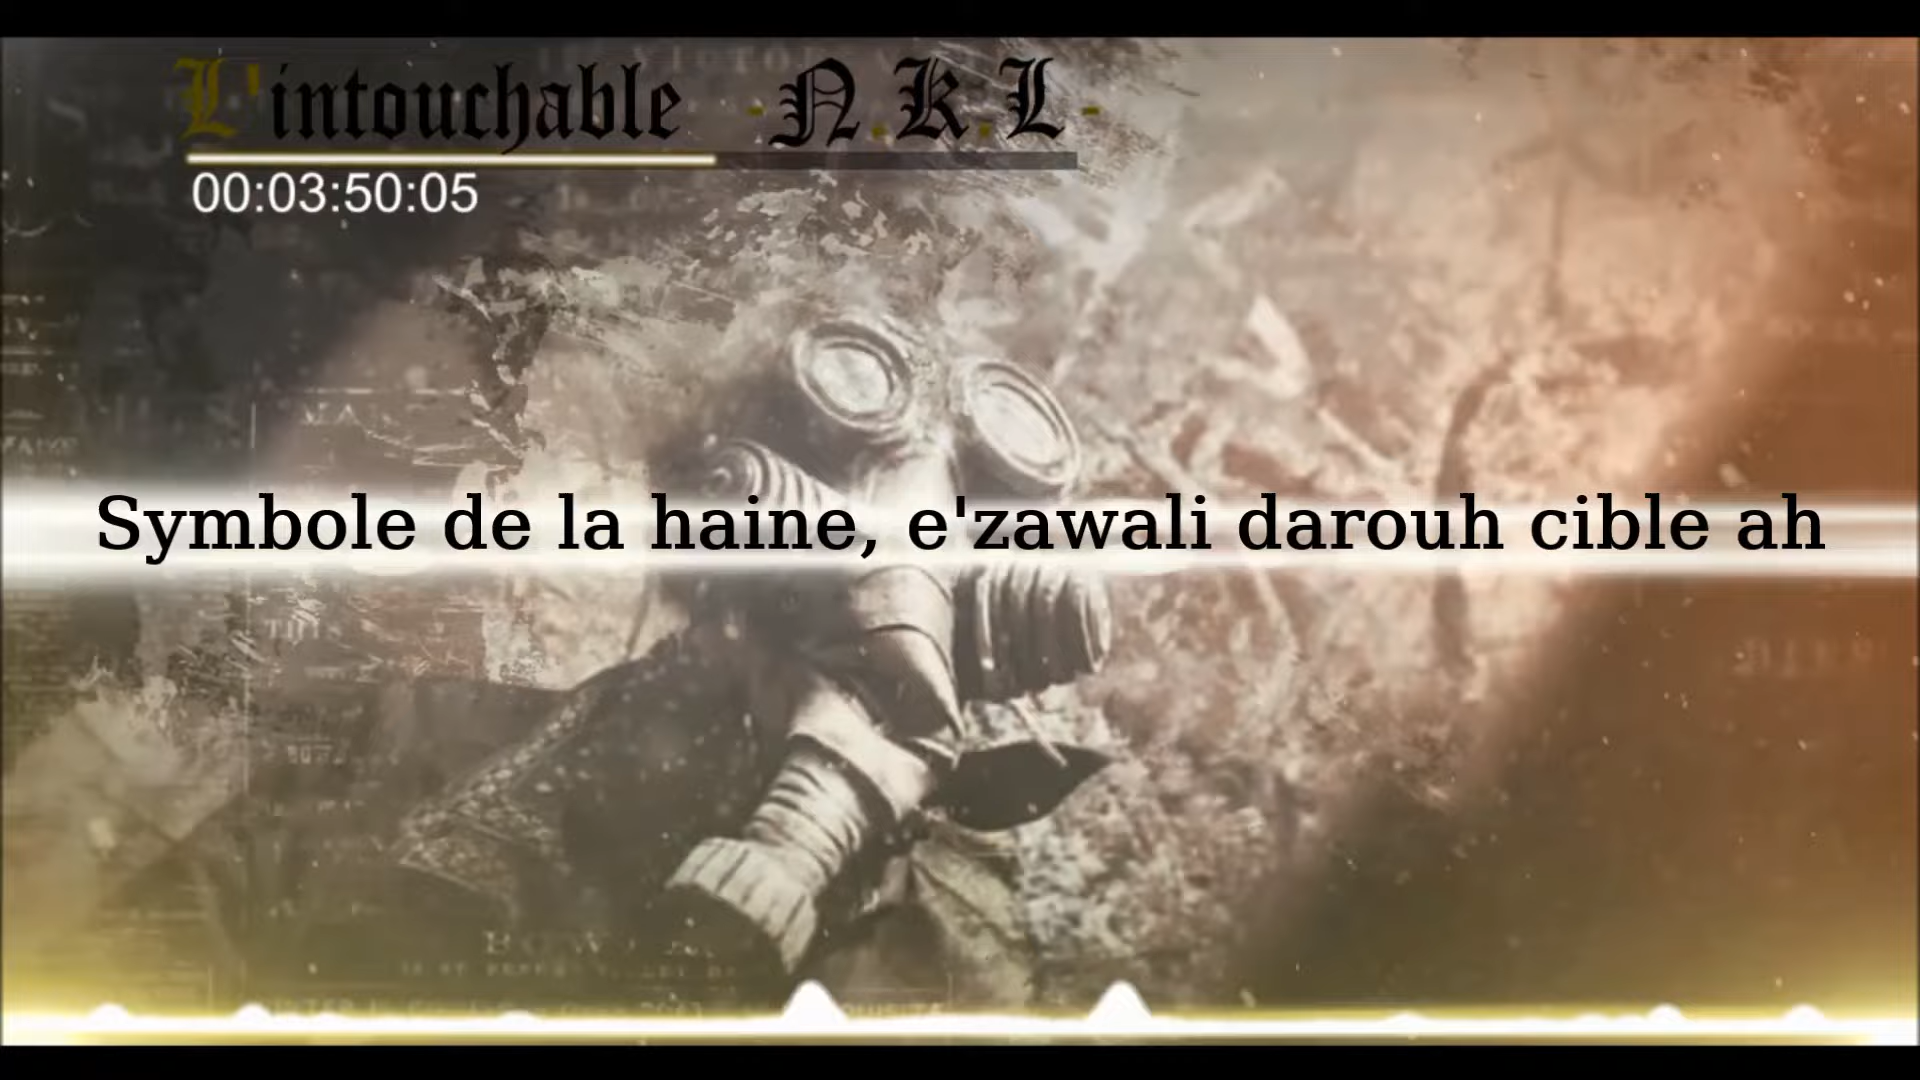 L'intouchable -N.K.L-
00:03:50:05
Symbole de la haine, e'zawali darouh cible ah